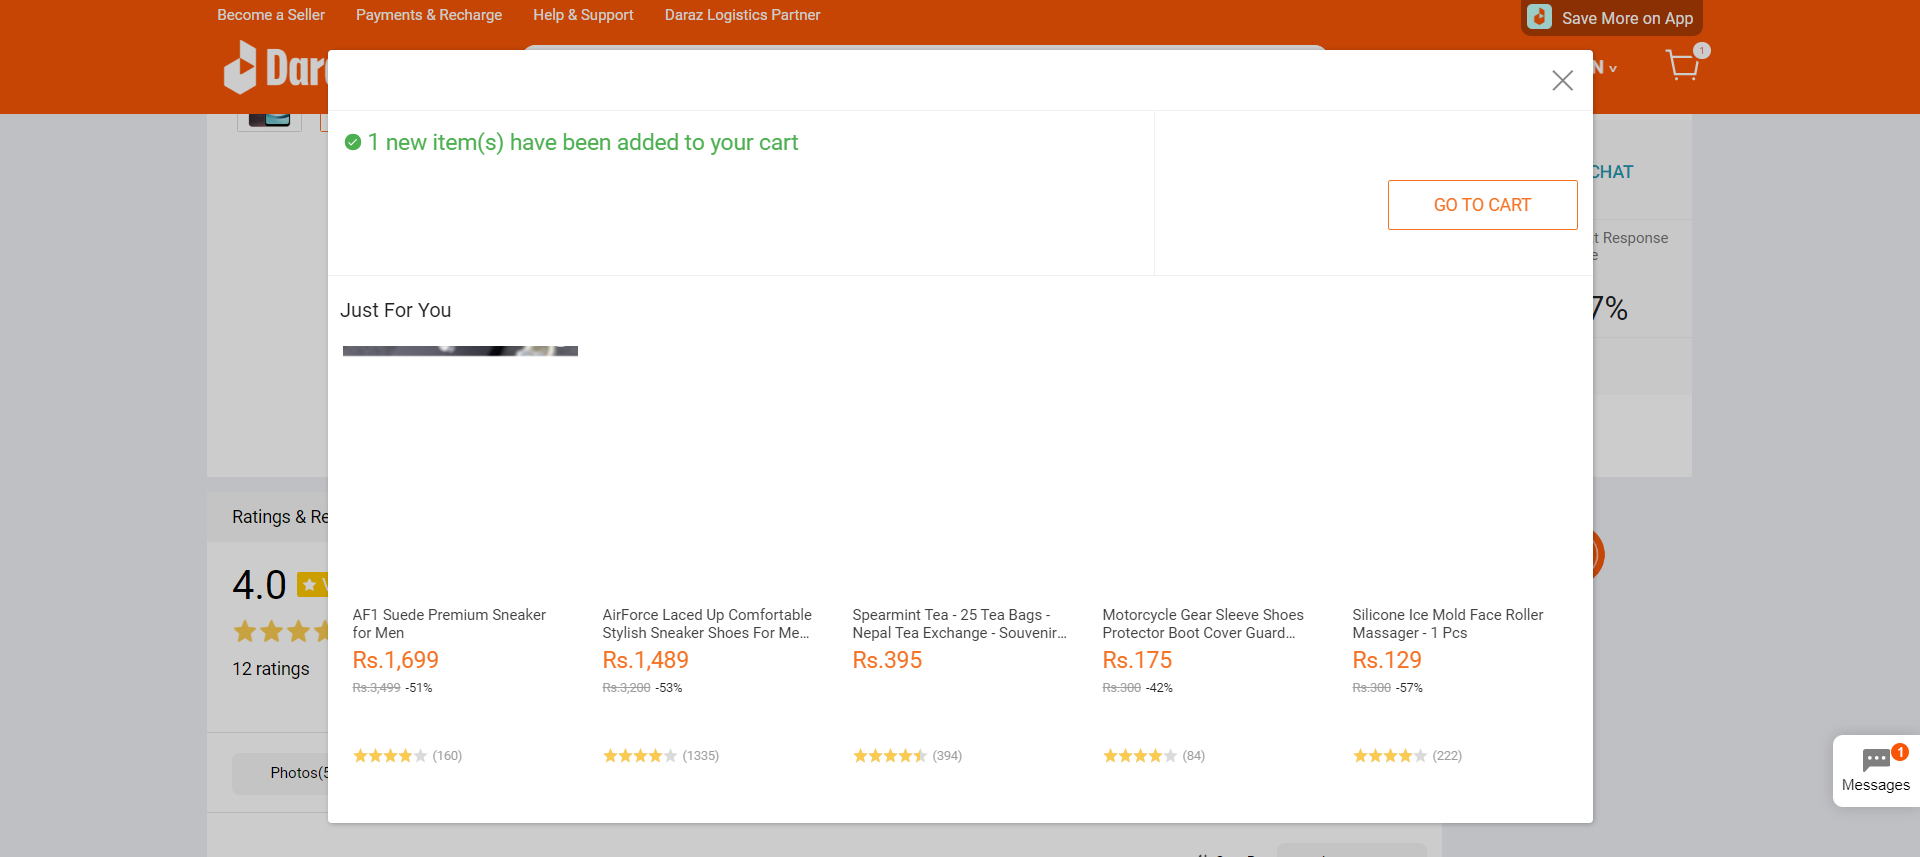 Become a Seller
Payments & Recharge
Help & Support
Daraz Logistics Partner
Save More on App
1
1 new item(s) have been added to your cart
CHAT
GO TO CART
Response
7%
Just For You
Ratings &
4.0
12 ratings
AF1 Suede Premium Sneaker
for Men
Rs.1,699
Rs.3,499 -51%
(160)
AirForce Laced Up Comfortable
Stylish Sneaker Shoes For Me...
Rs.1,489
Rs.3,200 -53%
(1335)
Spearmint Tea - 25 Tea Bags -
Nepal Tea Exchange - Souvenir...
Rs.395
(394)
Motorcycle Gear Sleeve Shoes
Protector Boot Cover Guard...
Rs.175
Rs.300 -42%
(84)
Silicone Ice Mold Face Roller
Massager - 1 Pcs
Rs.129
Rs.300 -57%
(222)
Photos(5
1
Messages